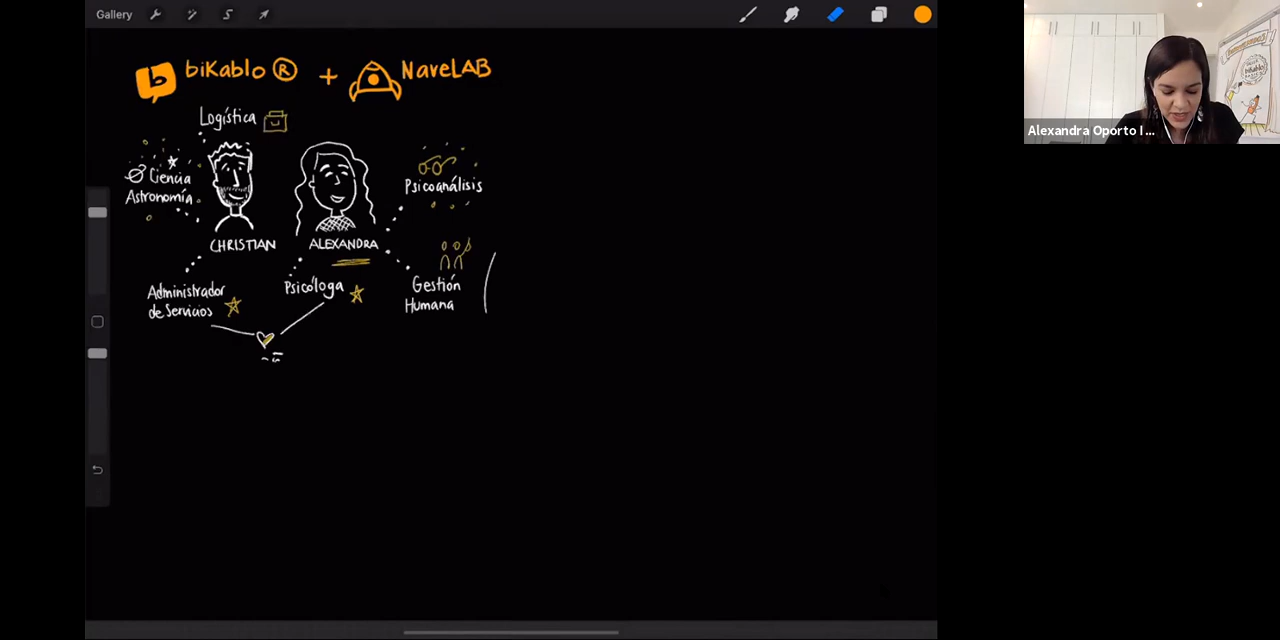 Gallery
b biKablo ® + NaveLAB
Logística
Ciencia
Astronomía
Psicoanálisis
CHRISTIAN
ALEXANDRA
Administrador
de Servicios
Psicóloga
Gestión
Humana
Alexandra Oporto I...